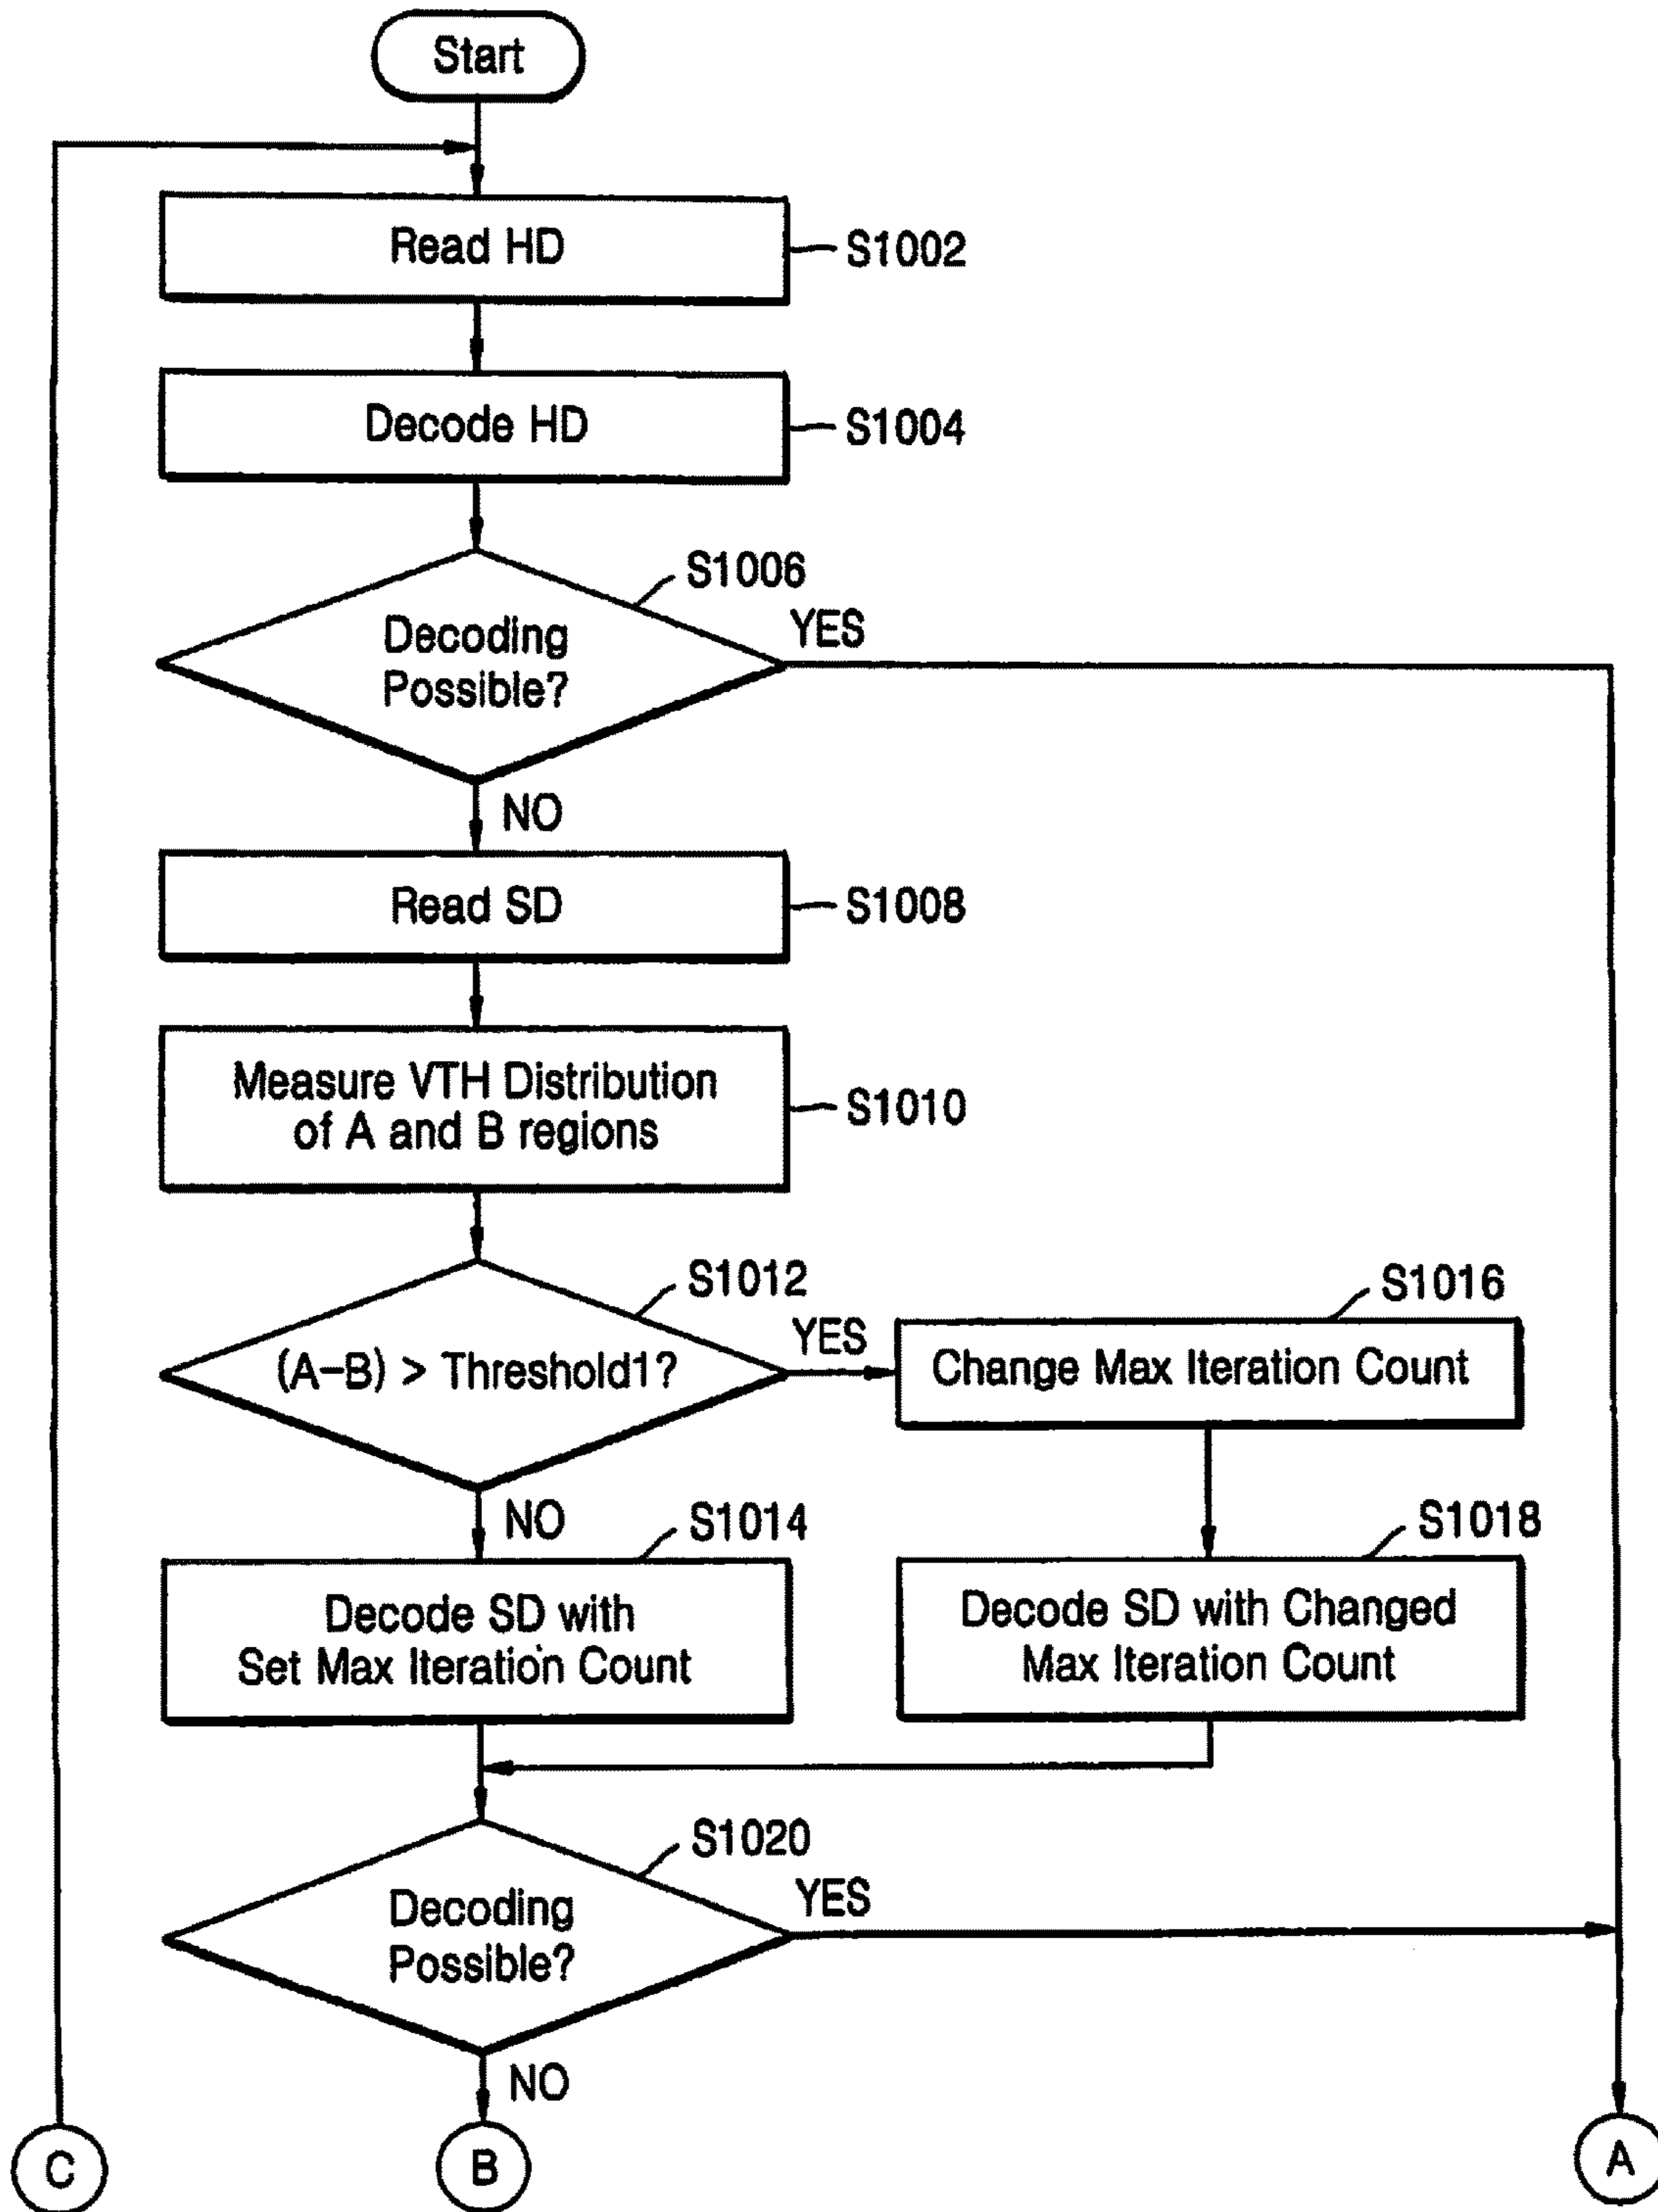 Start
Read HD
S1002
Decode HD
S1004
S1006
Decoding
Possible?
YES
NO
Read SD
S1008
Measure VTH Distribution
of A and B regions
S1010
S1012
(A-B) > Threshold1?
YES
S1016
Change Max Iteration Count
NO
S1014
Decode SD with
Set Max Iteration Count
S1018
Decode SD with Changed
Max Iteration Count
S1020
Decoding
Possible?
YES
NO
C
B
A